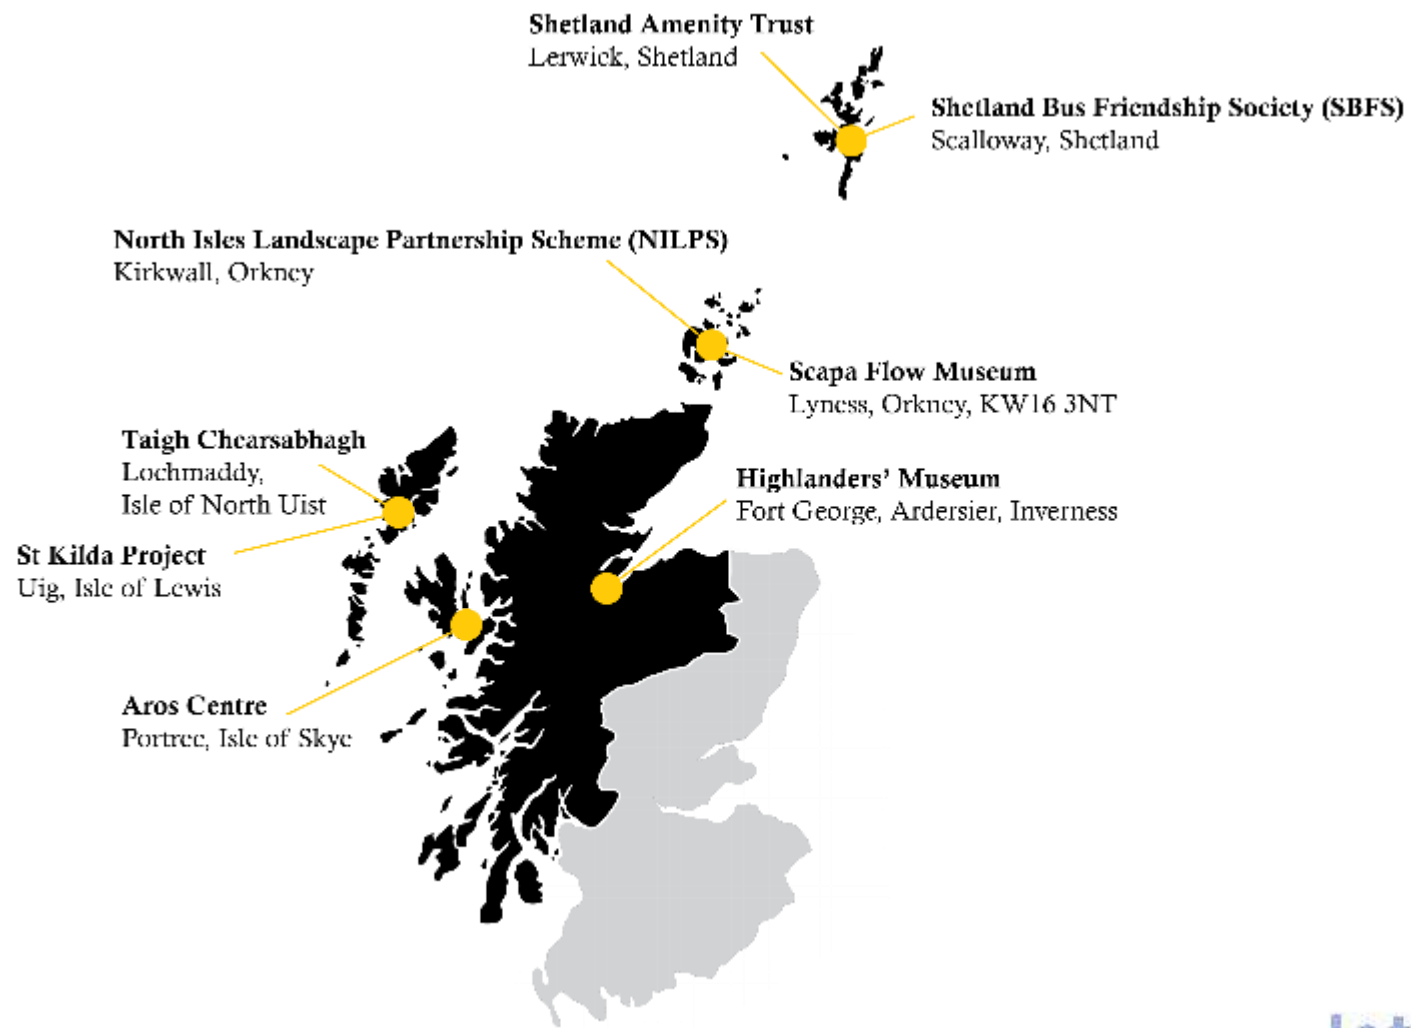 Shetland Amenity Trust
Lerwick, Shetland
Shetland Bus Friendship Society (SBFS)
Scalloway, Shetland
North Isles Landscape Partnership Scheme (NILPS)
Kirkwall, Orkney
Scapa Flow Museum
Lyness, Orkney, KW16 3NT
Taigh Chearsabhagh
Lochmaddy,
Isle of North Uist
Highlanders' Museum
Fort George, Ardersier, Inverness
St Kilda Project
Uig, Isle of Lewis
Aros Centre
Portree, Isle of Skye